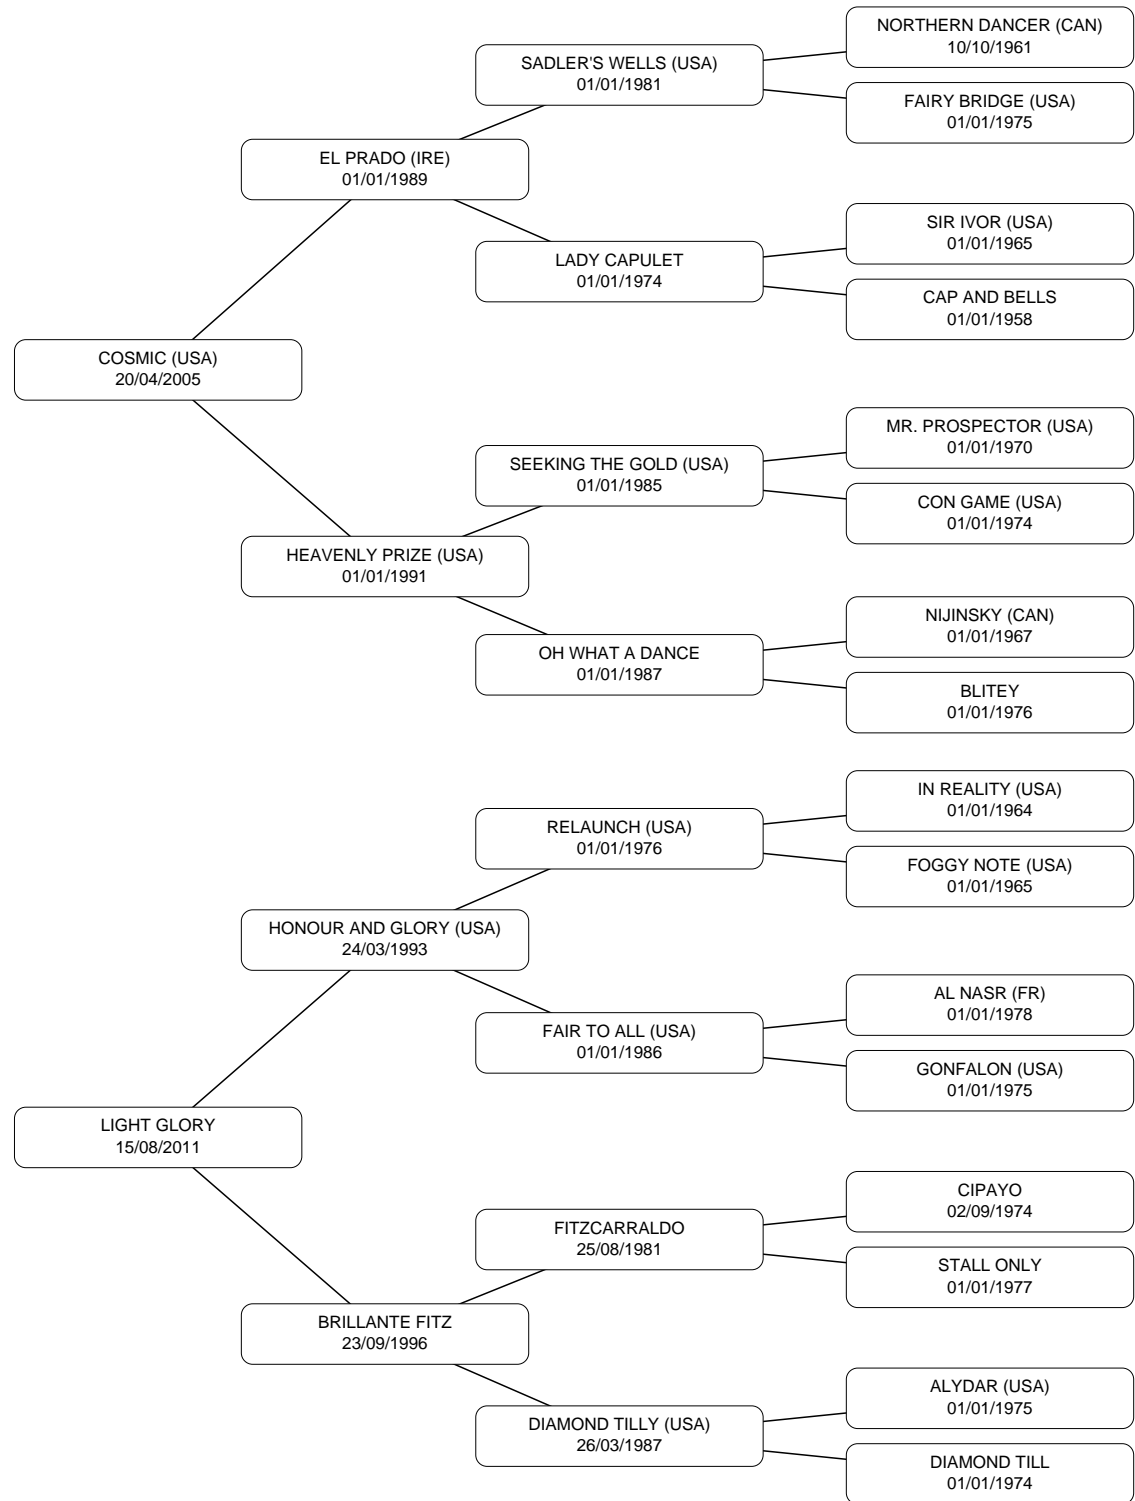 NORTHERN DANCER (CAN)
10/10/1961
SADLER'S WELLS (USA)
01/01/1981
FAIRY BRIDGE (USA)
01/01/1975
EL PRADO (IRE)
01/01/1989
SIR IVOR (USA)
01/01/1965
LADY CAPULET
01/01/1974
CAP AND BELLS
01/01/1958
COSMIC (USA)
20/04/2005
MR. PROSPECTOR (USA)
01/01/1970
SEEKING THE GOLD (USA)
01/01/1985
CON GAME (USA)
01/01/1974
HEAVENLY PRIZE (USA)
01/01/1991
NIJINSKY (CAN)
01/01/1967
OH WHAT A DANCE
01/01/1987
BLITEY
01/01/1976
IN REALITY (USA)
01/01/1964
RELAUNCH (USA)
01/01/1976
FOGGY NOTE (USA)
01/01/1965
HONOUR AND GLORY (USA)
24/03/1993
AL NASR (FR)
01/01/1978
FAIR TO ALL (USA)
01/01/1986
GONFALON (USA)
01/01/1975
LIGHT GLORY
15/08/2011
CIPAYO
02/09/1974
FITZCARRALDO
25/08/1981
STALL ONLY
01/01/1977
BRILLANTE FITZ
23/09/1996
ALYDAR (USA)
01/01/1975
DIAMOND TILLY (USA)
26/03/1987
DIAMOND TILL
01/01/1974